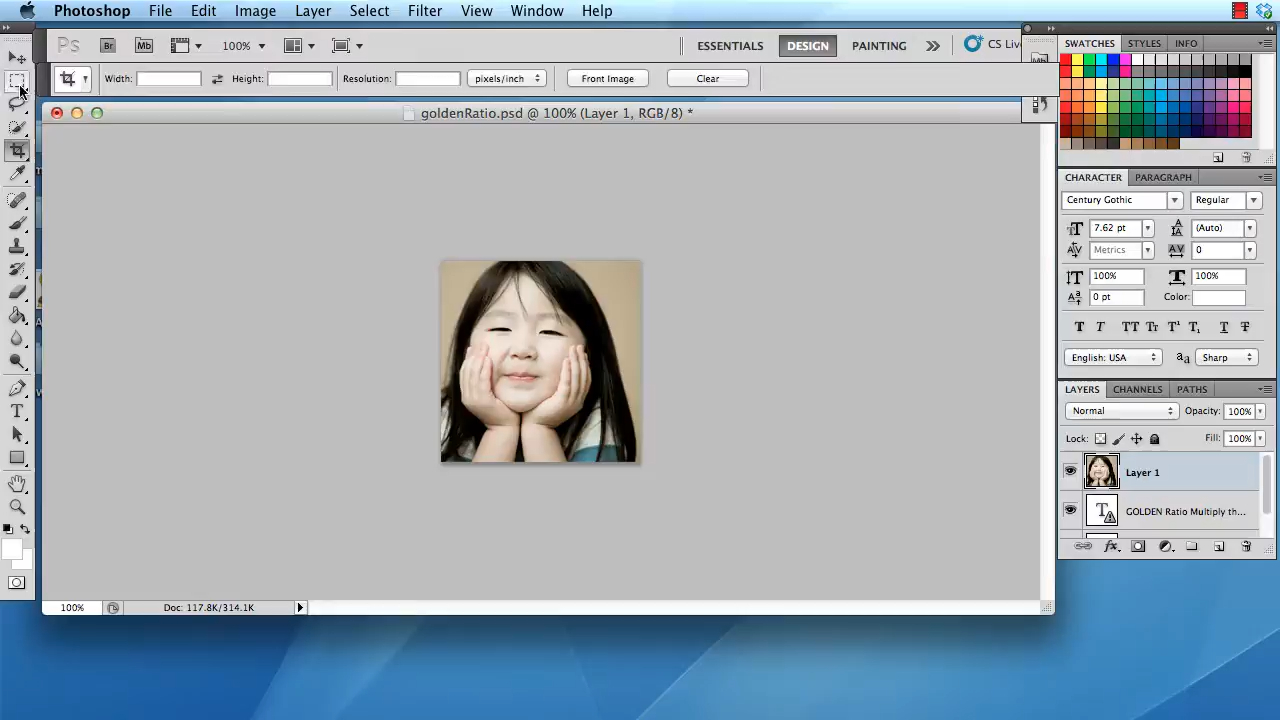 Photoshop File Edit Image Layer Select Filter View Window Help
Ps Br Mb 100% ESSENTIALS DESIGN PAINTING CS Live
Width: Height: Resolution: pixels/inch Front Image Clear
goldenRatio.psd @ 100% (Layer 1, RGB/8) *
SWATCHES STYLES INFO
CHARACTER PARAGRAPH
Century Gothic Regular
7.62 pt (Auto)
Metrics 0
100% 100%
0 pt Color:
T T TT Tr T¹ T₁ T T
English: USA aa Sharp
LAYERS CHANNELS PATHS
Normal Opacity: 100%
Lock: Fill: 100%
Layer 1
T GOLDEN Ratio Multiply th...
100% Doc: 117.8K/314.1K